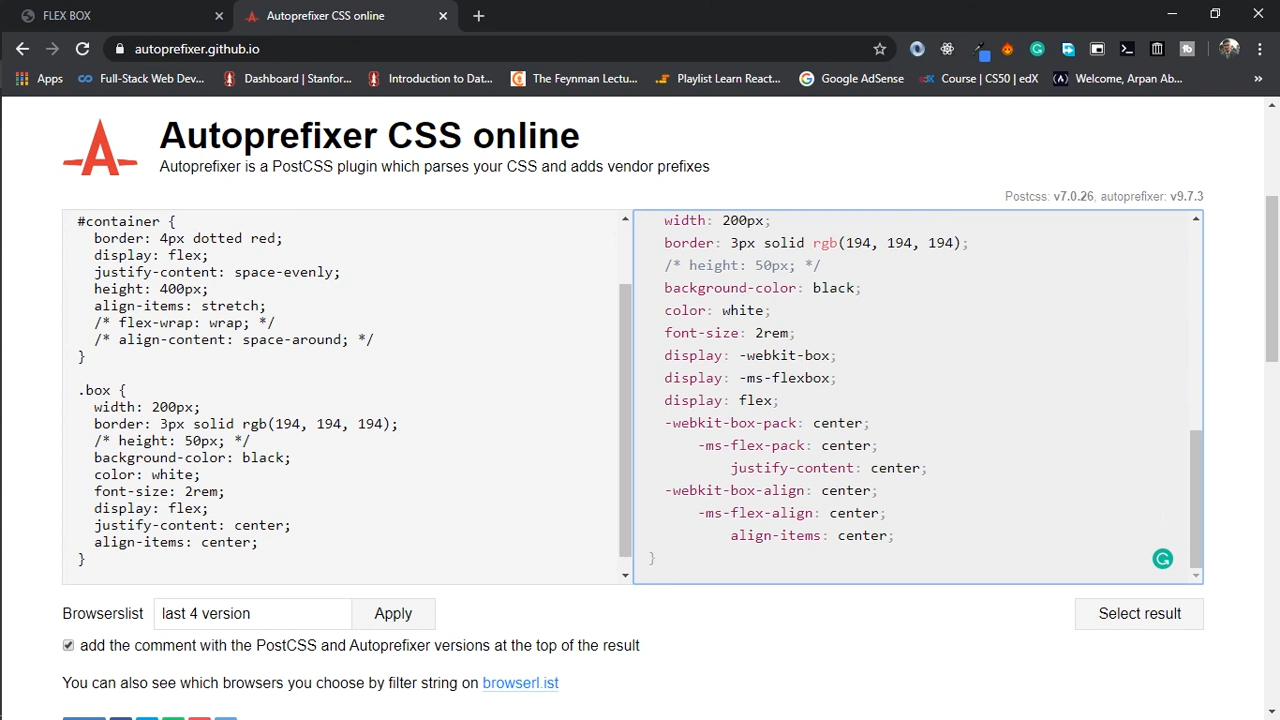 FLEX BOX
Autoprefixer CSS online
autoprefixer.github.io
Apps
Full-Stack Web Dev...
Dashboard | Stanfor...
Introduction to Dat...
The Feynman Lectu...
Playlist Learn React...
Google AdSense
Course | CS50 | edX
Welcome, Arpan Ab...
»
Autoprefixer CSS online
Autoprefixer is a PostCSS plugin which parses your CSS and adds vendor prefixes
Postcss: v7.0.26, autoprefixer: v9.7.3
#container {
border: 4px dotted red;
display: flex;
justify-content: space-evenly;
height: 400px;
align-items: stretch;
/* flex-wrap: wrap; */
/* align-content: space-around; */
}
.box {
width: 200px;
border: 3px solid rgb(194, 194, 194);
/* height: 50px; */
background-color: black;
color: white;
font-size: 2rem;
display: flex;
justify-content: center;
align-items: center;
}
width: 200px;
border: 3px solid rgb(194, 194, 194);
/* height: 50px; */
background-color: black;
color: white;
font-size: 2rem;
display: -webkit-box;
display: -ms-flexbox;
display: flex;
-webkit-box-pack: center;
-ms-flex-pack: center;
justify-content: center;
-webkit-box-align: center;
-ms-flex-align: center;
align-items: center;
}
Browserslist
last 4 version
Apply
Select result
add the comment with the PostCSS and Autoprefixer versions at the top of the result
You can also see which browsers you choose by filter string on browserl.ist